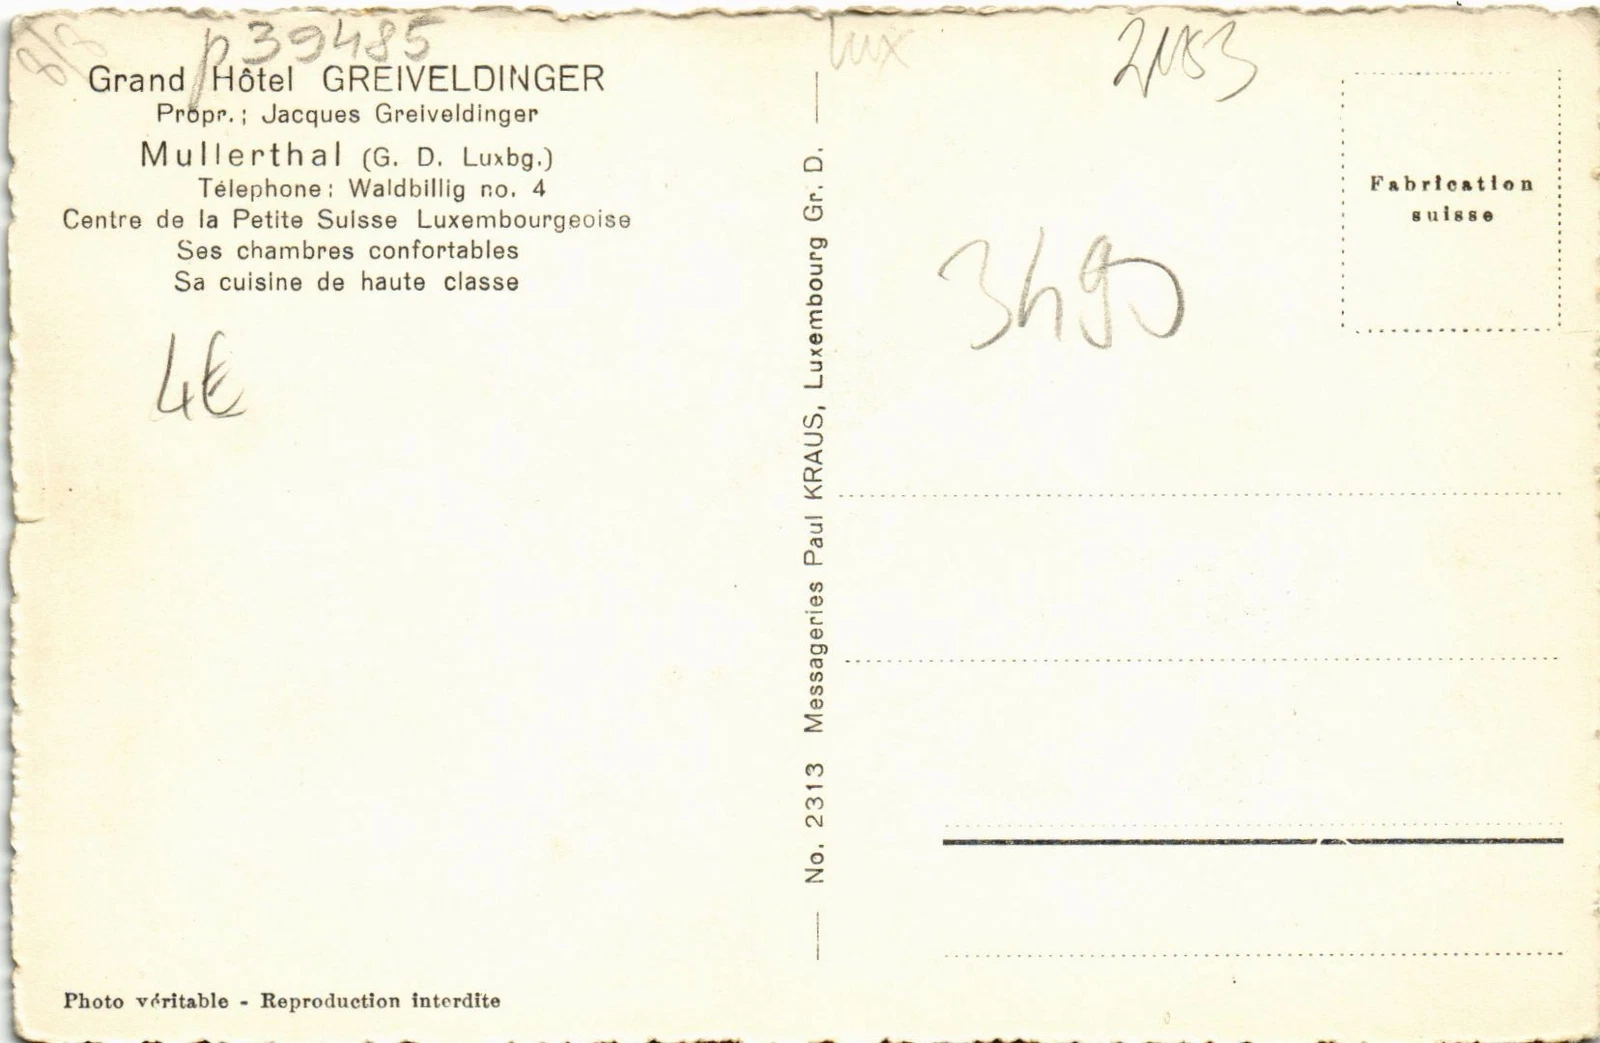 p39485
Grand Hôtel GREIVELDINGER
Propr.; Jacques Greiveldinger
Mullerthal (G. D. Luxbg.)
Télephone: Waldbillig no. 4
Centre de la Petite Suisse Luxembourgeoise
Ses chambres confortables
Sa cuisine de haute classe
4€
Photo véritable - Reproduction interdite
No. 2313 Messageries Paul KRAUS, Luxembourg Gr. D.
lux
Fabrication
suisse